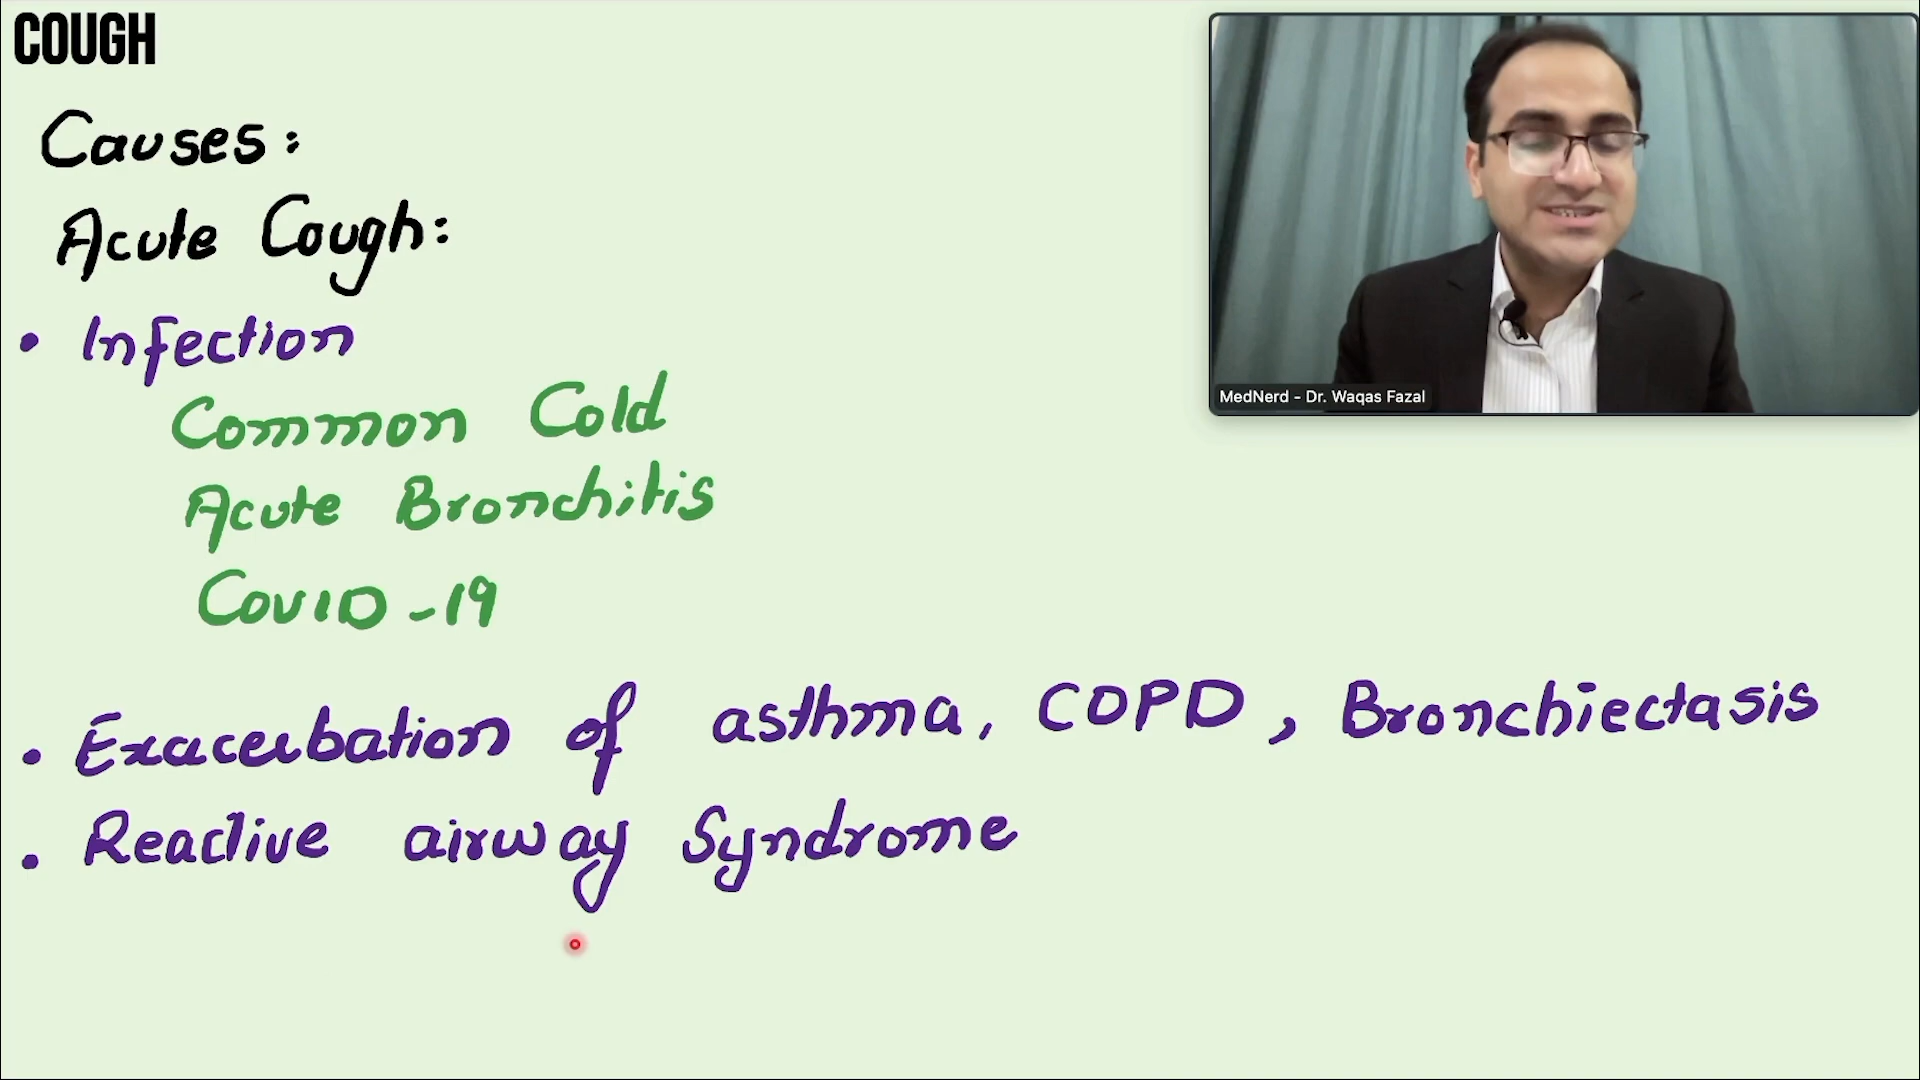 COUGH
Causes:
Acute Cough:
• Infection
Common Cold
Acute Bronchitis
COVID-19
• Exacerbation of asthma, COPD, Bronchiectasis
• Reactive airway Syndrome
MedNerd - Dr. Waqas Fazal